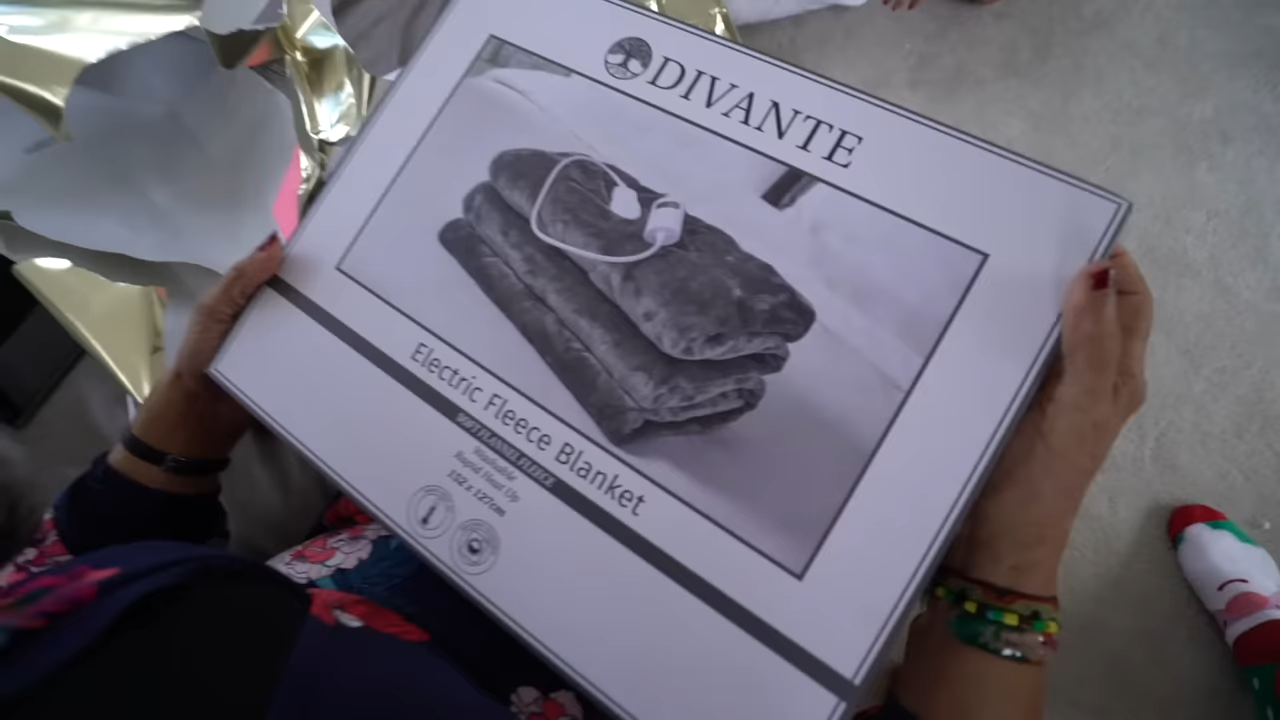 DIVANTE
Electric Fleece Blanket
SOFT FLANNEL FLEECE
Washable
Rapid Heat Up
152 x 127cm